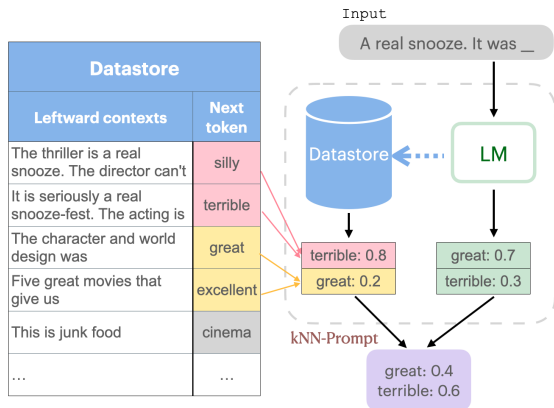 Input
A real snooze. It was __
Datastore
Leftward contexts
Next
token
The thriller is a real
snooze. The director can't
silly
It is seriously a real
snooze-fest. The acting is
terrible
The character and world
design was
great
Five great movies that
give us
excellent
This is junk food
cinema
...
...
Datastore
LM
terrible: 0.8
great: 0.2
great: 0.7
terrible: 0.3
kNN-Prompt
great: 0.4
terrible: 0.6